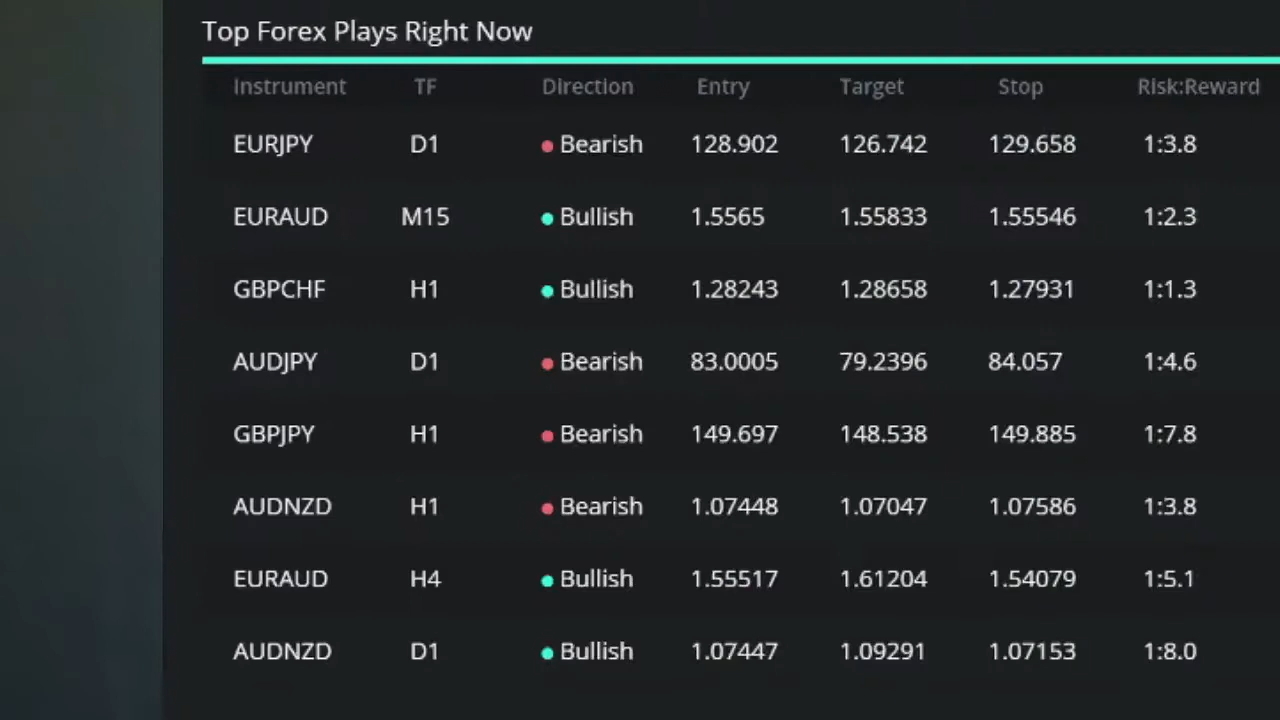 Top Forex Plays Right Now
Instrument TF Direction Entry Target Stop Risk:Reward
EURJPY D1 Bearish 128.902 126.742 129.658 1:3.8
EURAUD M15 Bullish 1.5565 1.55833 1.55546 1:2.3
GBPCHF H1 Bullish 1.28243 1.28658 1.27931 1:1.3
AUDJPY D1 Bearish 83.0005 79.2396 84.057 1:4.6
GBPJPY H1 Bearish 149.697 148.538 149.885 1:7.8
AUDNZD H1 Bearish 1.07448 1.07047 1.07586 1:3.8
EURAUD H4 Bullish 1.55517 1.61204 1.54079 1:5.1
AUDNZD D1 Bullish 1.07447 1.09291 1.07153 1:8.0